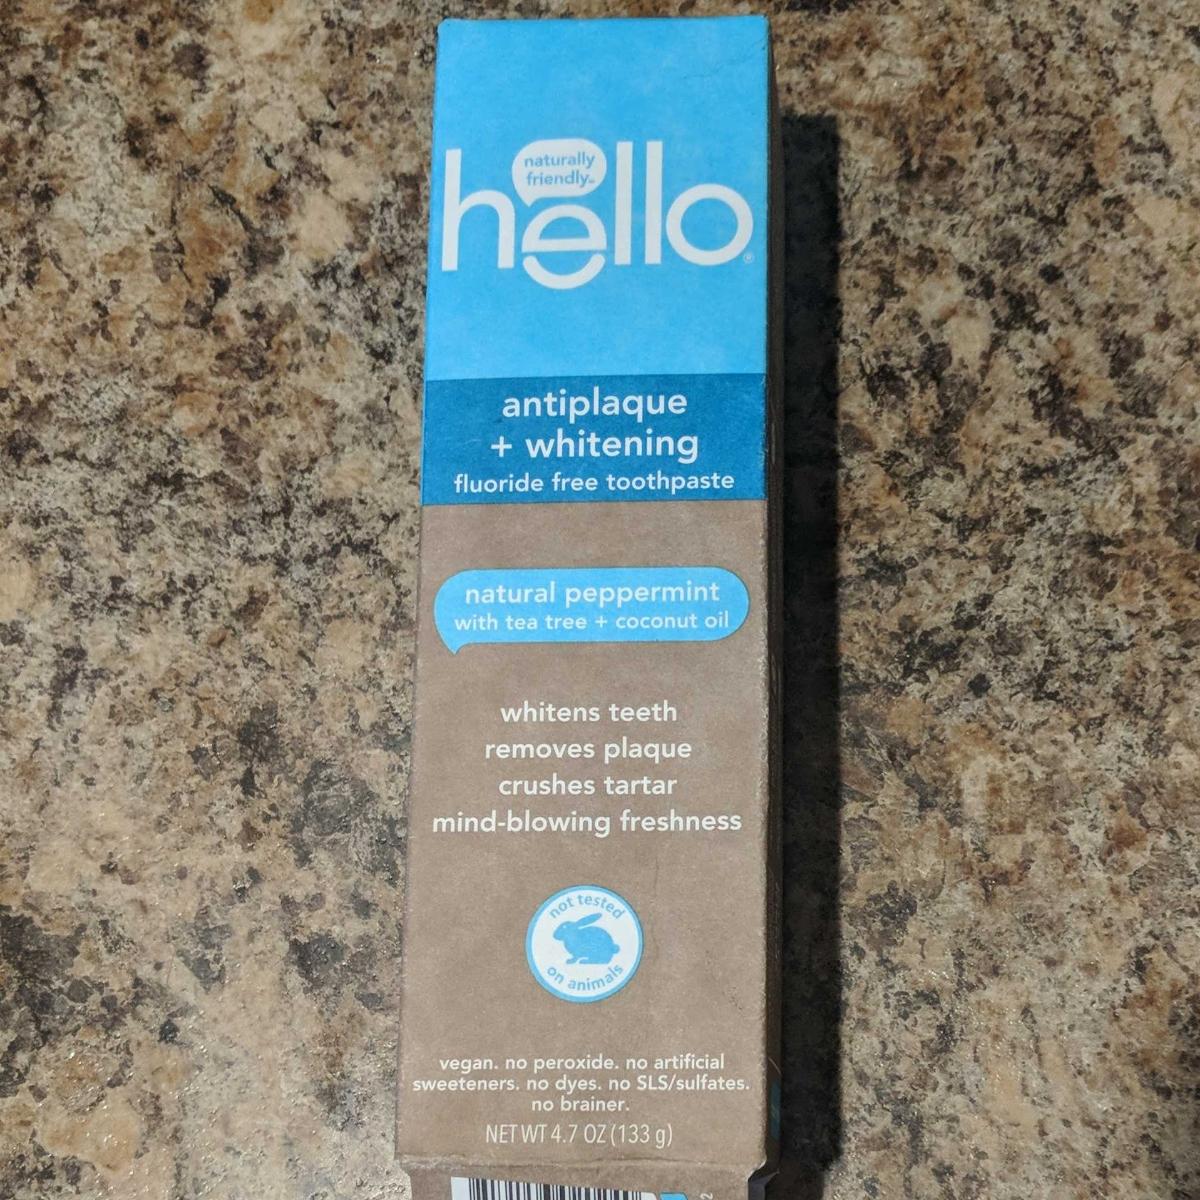 naturally
friendly™
hello®
antiplaque
+ whitening
fluoride free toothpaste
natural peppermint
with tea tree + coconut oil
whitens teeth
removes plaque
crushes tartar
mind-blowing freshness
not tested
on animals
vegan. no peroxide. no artificial
sweeteners. no dyes. no SLS/sulfates.
no brainer.
NET WT 4.7 OZ (133 g)
2